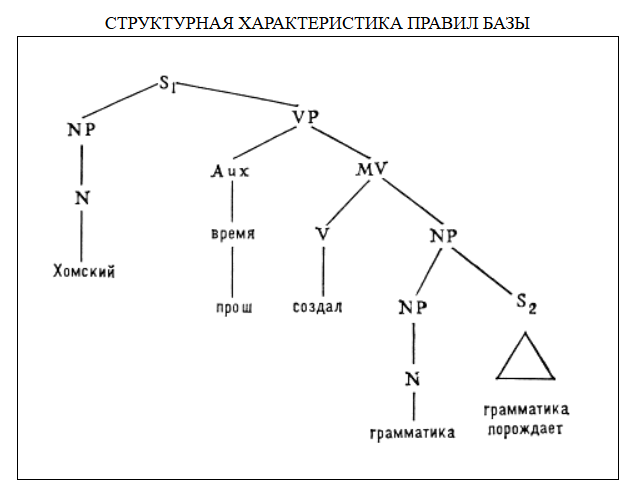 СТРУКТУРНАЯ ХАРАКТЕРИСТИКА ПРАВИЛ БАЗЫ
S1
NP VP
Aux MV
N
время V NP
Хомский
прош создал NP S2
N
грамматика
грамматика порождает